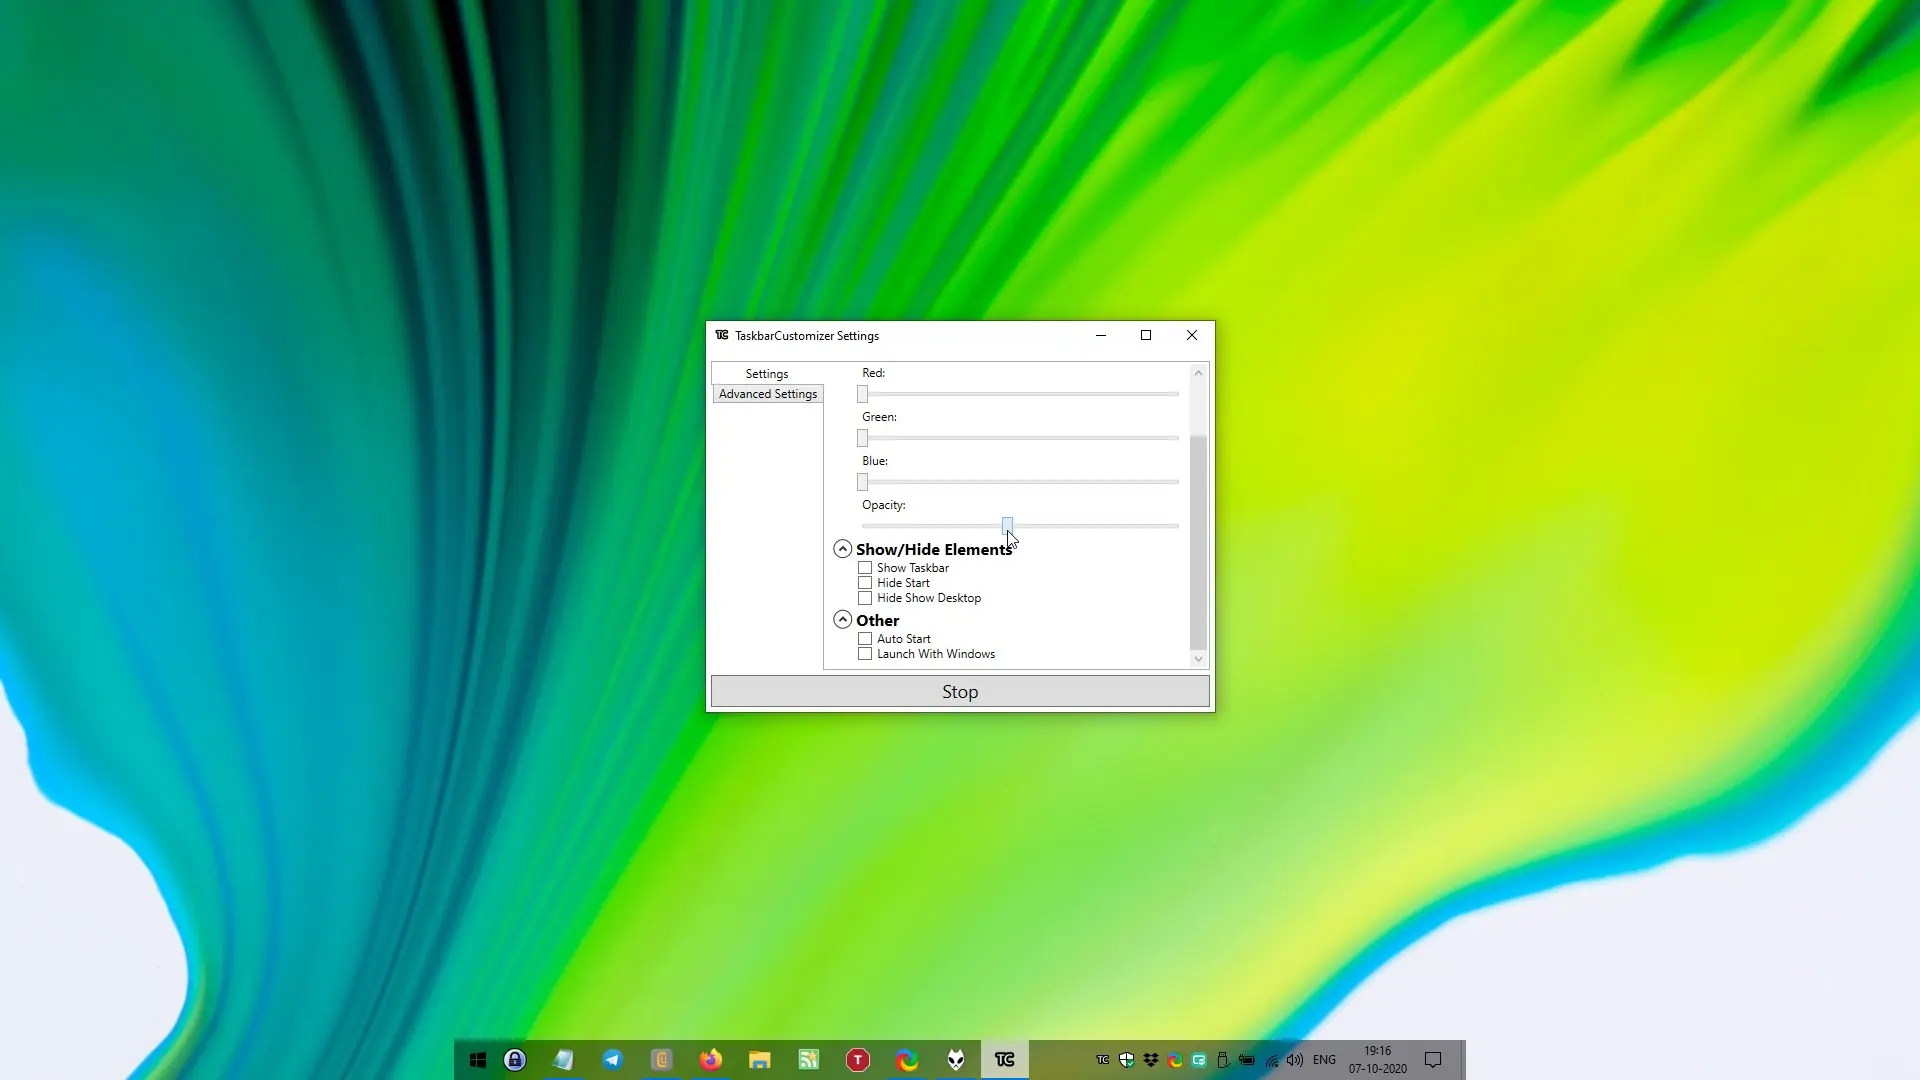 TC TaskbarCustomizer Settings
Settings
Advanced Settings
Red:
Green:
Blue:
Opacity:
Show/Hide Elements
Show Taskbar
Hide Start
Hide Show Desktop
Other
Auto Start
Launch With Windows
Stop
T
TC
TC
ENG
19:16
07-10-2020